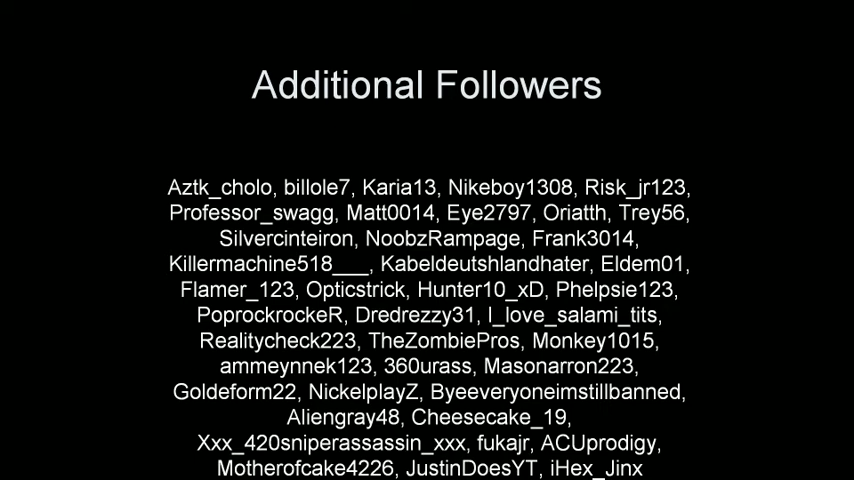 Additional Followers
Aztk_cholo, billole7, Karia13, Nikeboy1308, Risk_jr123,
Professor_swagg, Matt0014, Eye2797, Oriatth, Trey56,
Silvercinteiron, NoobzRampage, Frank3014,
Killermachine518___, Kabeldeutshlandhater, Eldem01,
Flamer_123, Opticstrick, Hunter10_xD, Phelpsie123,
PoprockrockeR, Dredrezzy31, I_love_salami_tits,
Realitycheck223, TheZombiePros, Monkey1015,
ammeynnek123, 360urass, Masonarron223,
Goldeform22, NickelplayZ, Byeeveryoneimstillbanned,
Aliengray48, Cheesecake_19,
Xxx_420sniperassassin_xxx, fukajr, ACUprodigy,
Motherofcake4226, JustinDoesYT, iHex_Jinx